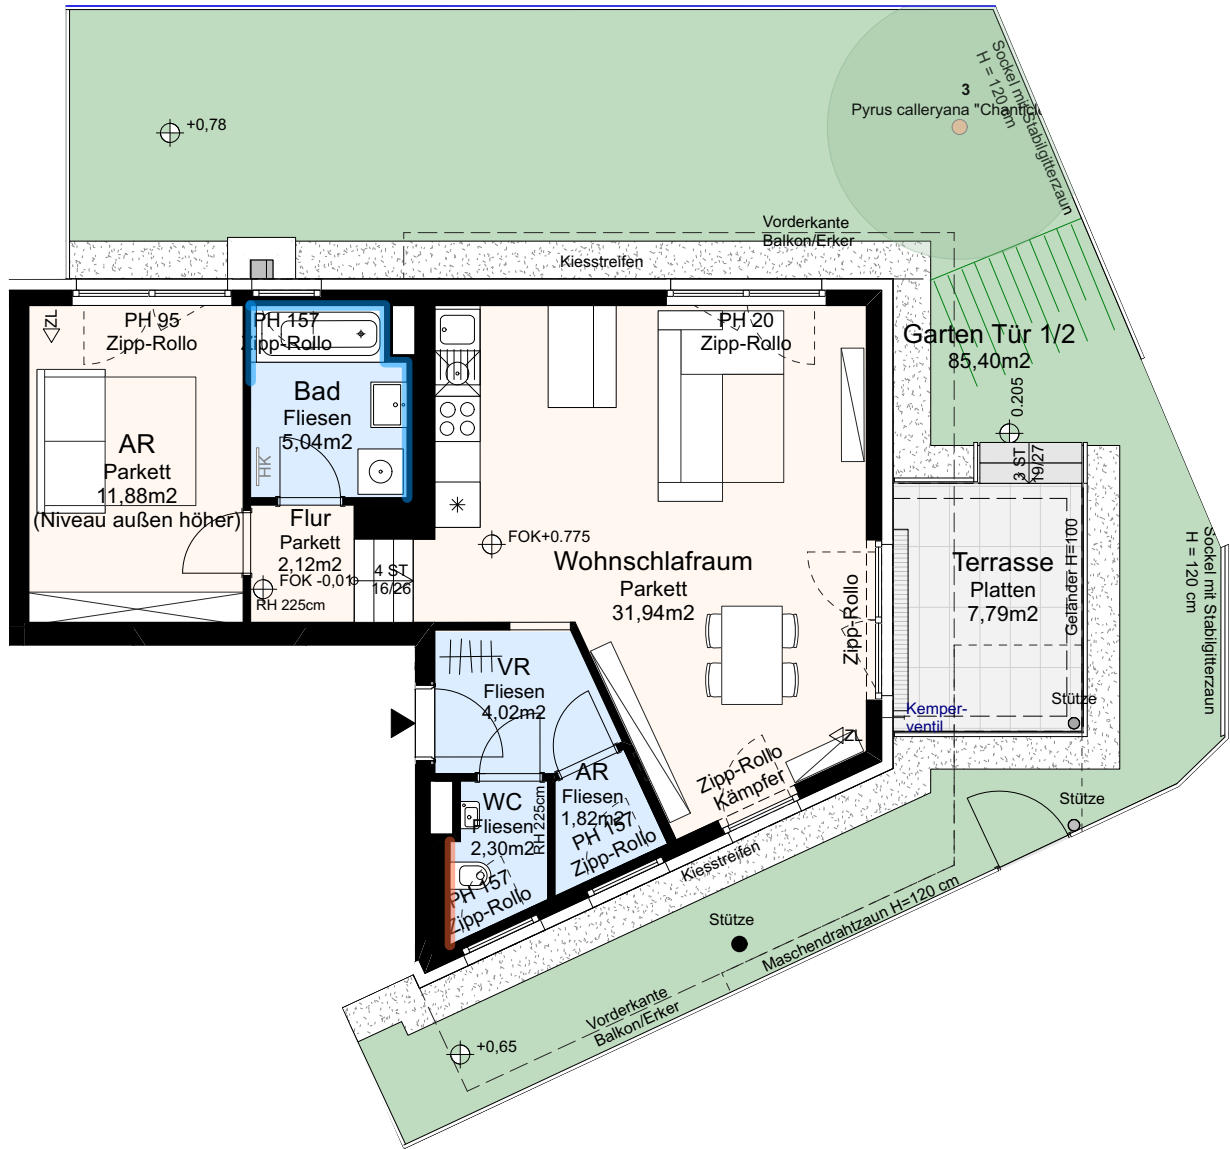 +0,78
3
Pyrus calleryana "Chanticle
Sockel mit Stabilgitterzaun
H = 120 cm
Vorderkante
Balkon/Erker
Kiesstreifen
ZL
PH 95
Zipp-Rollo
PH 157
Zipp-Rollo
PH 20
Zipp-Rollo
Garten Tür 1/2
85,40m2
Bad
Fliesen
5,04m2
HK
AR
Parkett
11,88m2
(Niveau außen höher)
0.205
3 ST
19/27
Flur
Parkett
2,12m2
FOK -0,01
RH 225cm
4 ST
16/26
FOK+0.775
Wohnschlafraum
Parkett
31,94m2
Zipp-Rollo
Terrasse
Platten
7,79m2
Geländer H=100
Sockel mit Stabilgitterzaun
H = 120 cm
VR
Fliesen
4,02m2
Kemper-
ventil
Stütze
ZL
Zipp-Rollo
Kämpfer
AR
Fliesen
1,82m2
PH 157
Zipp-Rollo
WC
Fliesen
2,30m2
RH 225cm
PH 157
Zipp-Rollo
Stütze
Kiesstreifen
Stütze
Maschendrahtzaun H=120 cm
Vorderkante
Balkon/Erker
+0,65